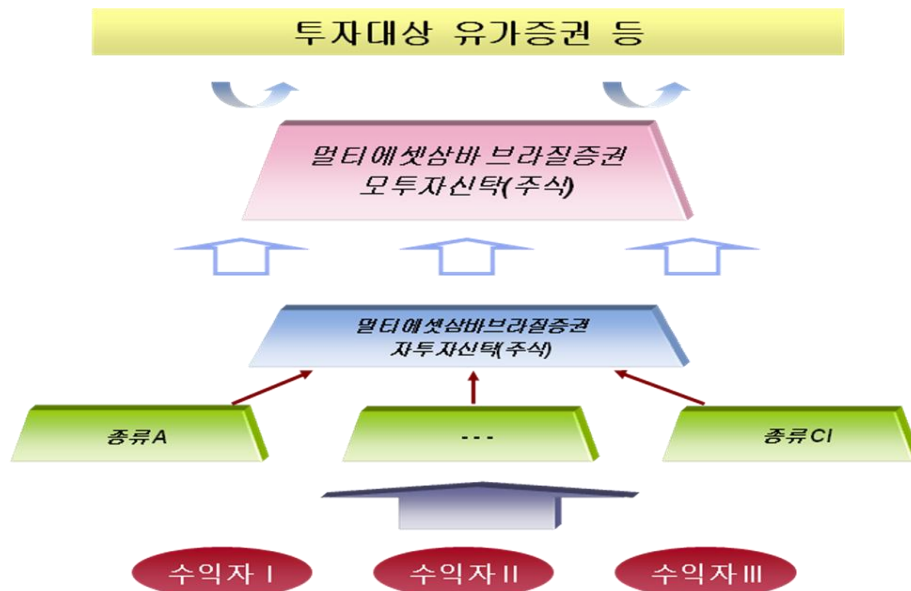 투자대상 유가증권 등
멀티에셋삼바 브라질증권
모투자신탁(주식)
멀티에셋삼바브라질증권
자투자신탁(주식)
종류A
---
종류CI
수익자 I
수익자 II
수익자 III